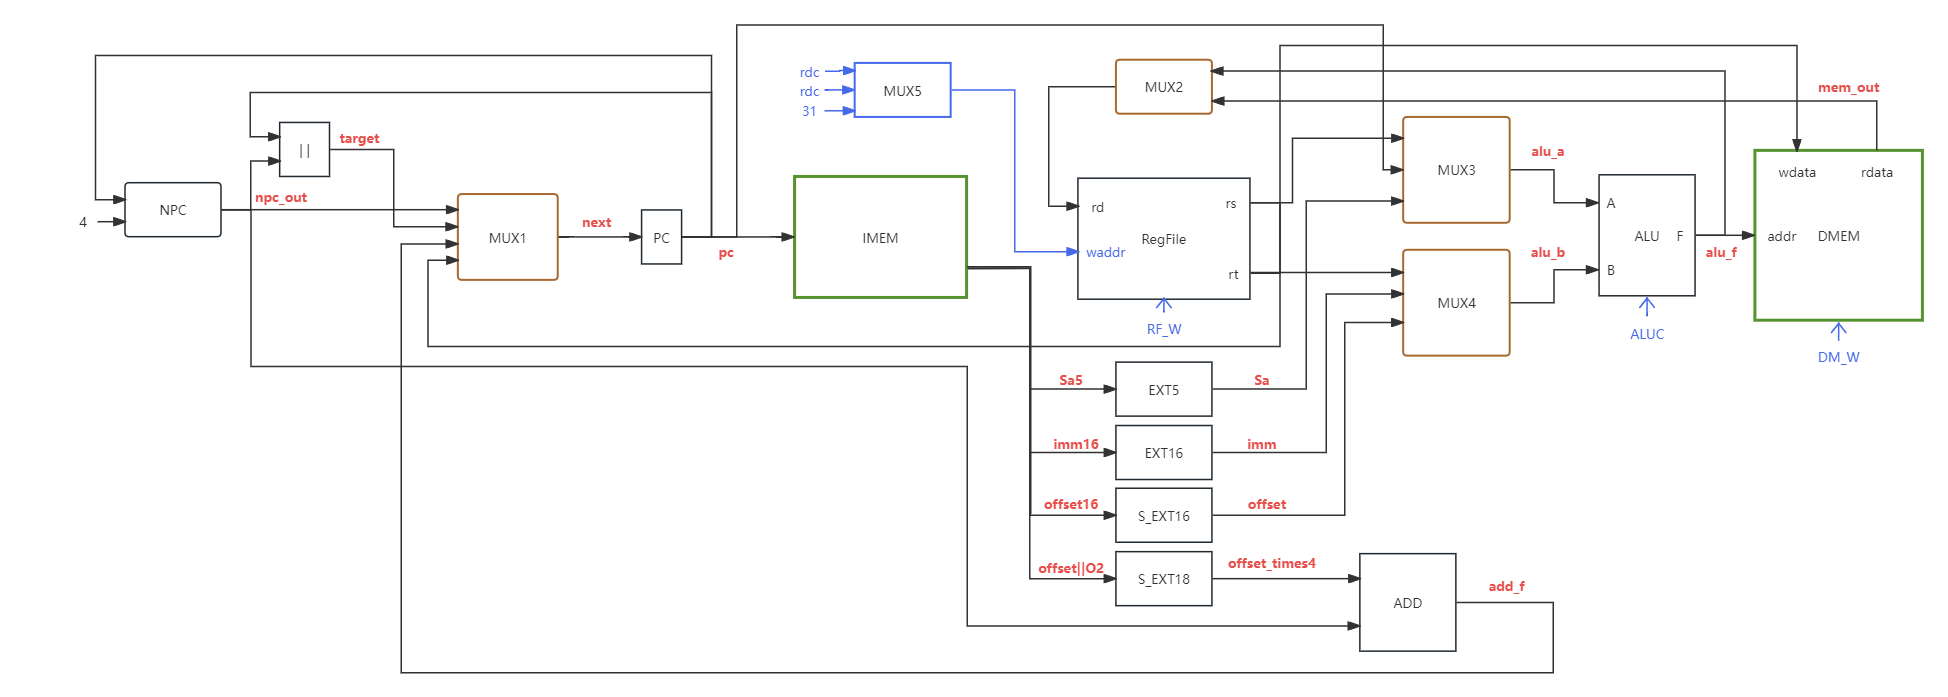 rdc
rdc
31
MUX5
MUX2
mem_out
||
target
MUX3
alu_a
wdata
rdata
4
NPC
npc_out
MUX1
next
PC
pc
IMEM
rd
rs
RegFile
waddr
rt
RF_W
MUX4
alu_b
A
ALU
F
B
ALUC
alu_f
addr
DMEM
DM_W
Sa5
EXT5
Sa
imm16
EXT16
imm
offset16
S_EXT16
offset
offset||O2
S_EXT18
offset_times4
ADD
add_f